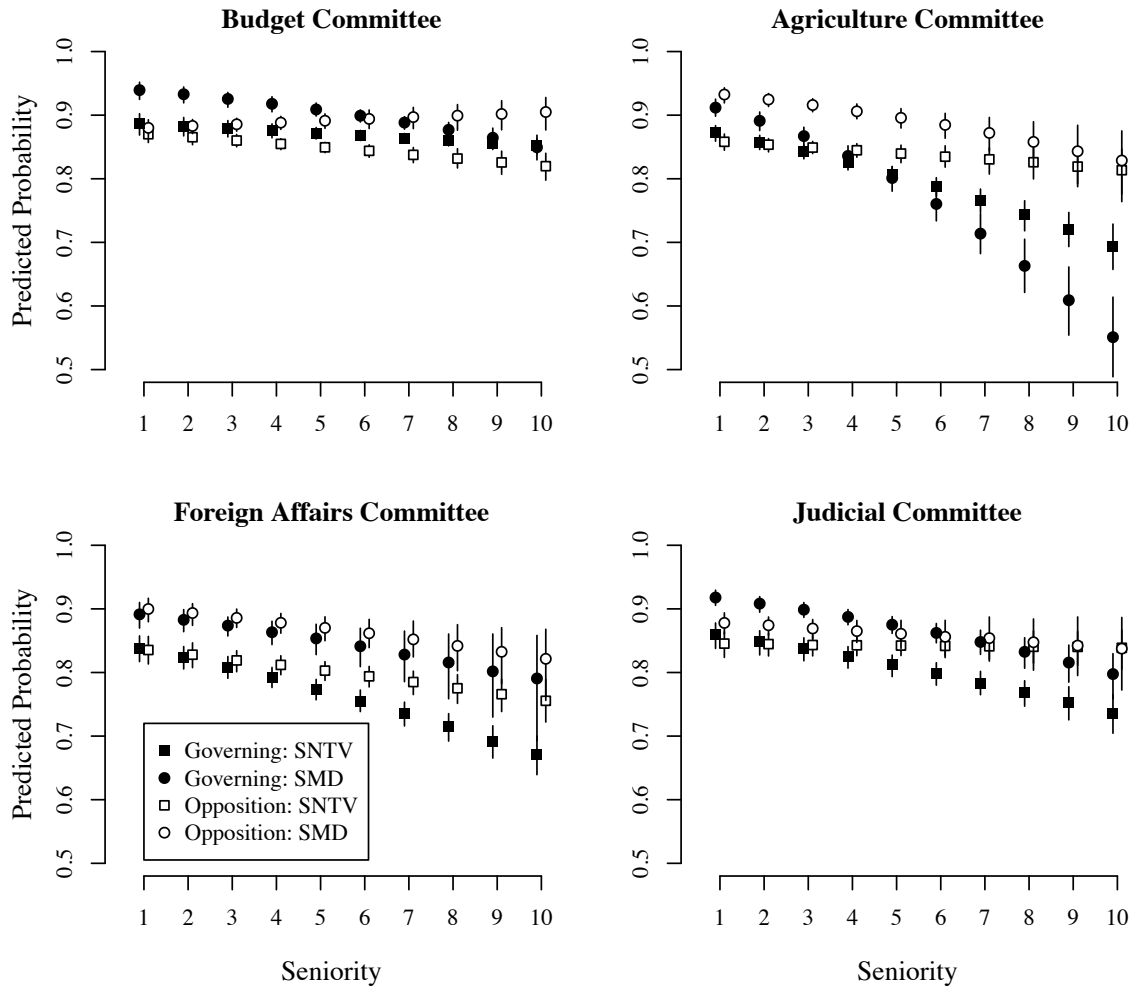 Budget Committee
Predicted Probability
1.0
0.9
0.8
0.7
0.6
0.5
1 2 3 4 5 6 7 8 9 10
Agriculture Committee
Predicted Probability
1.0
0.9
0.8
0.7
0.6
0.5
1 2 3 4 5 6 7 8 9 10
Foreign Affairs Committee
Predicted Probability
1.0
0.9
0.8
0.7
0.6
0.5
Governing: SNTV
Governing: SMD
Opposition: SNTV
Opposition: SMD
1 2 3 4 5 6 7 8 9 10
Seniority
Judicial Committee
Predicted Probability
1.0
0.9
0.8
0.7
0.6
0.5
1 2 3 4 5 6 7 8 9 10
Seniority